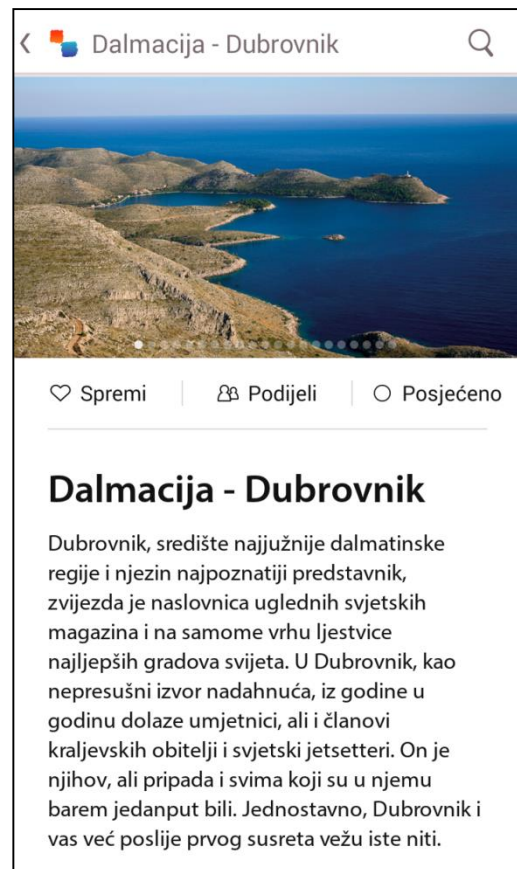 Dalmacija - Dubrovnik
Spremi
Podijeli
Posjećeno
Dalmacija - Dubrovnik
Dubrovnik, središte najjužnije dalmatinske
regije i njezin najpoznatiji predstavnik,
zvijezda je naslovnica uglednih svjetskih
magazina i na samome vrhu ljestvice
najljepših gradova svijeta. U Dubrovnik, kao
nepresušni izvor nadahnuća, iz godine u
godinu dolaze umjetnici, ali i članovi
kraljevskih obitelji i svjetski jetsetteri. On je
njihov, ali pripada i svima koji su u njemu
barem jedanput bili. Jednostavno, Dubrovnik i
vas već poslije prvog susreta vežu iste niti.